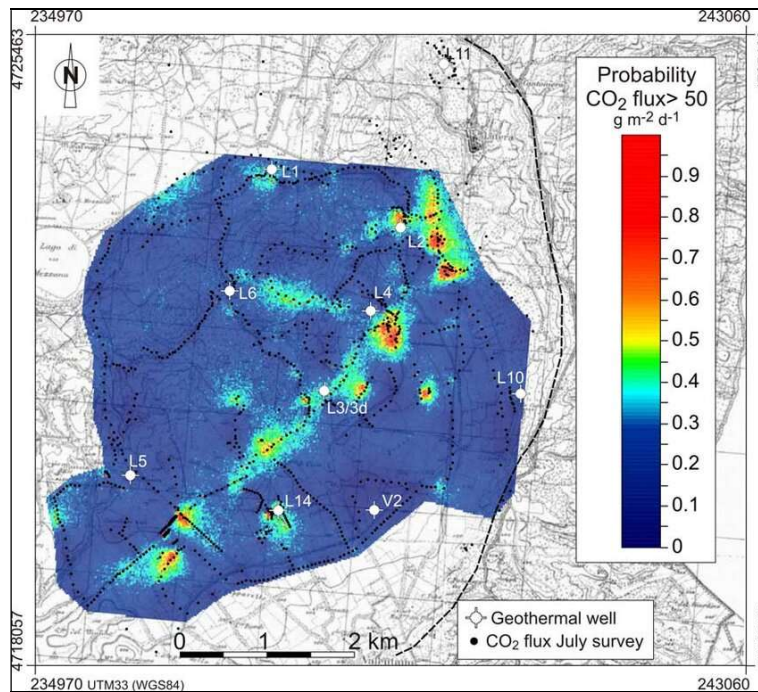 234970
243060
4725463
N
L11
Probability
CO2 flux> 50
g m-2 d-1
0.9
0.8
0.7
0.6
0.5
0.4
0.3
0.2
0.1
0
L1
L2
L6
L4
L10
L3/3d
L5
L14
V2
Lago di
Geothermal well
CO2 flux July survey
0 1 2 km
4718057
234970 UTM33 (WGS84)
243060